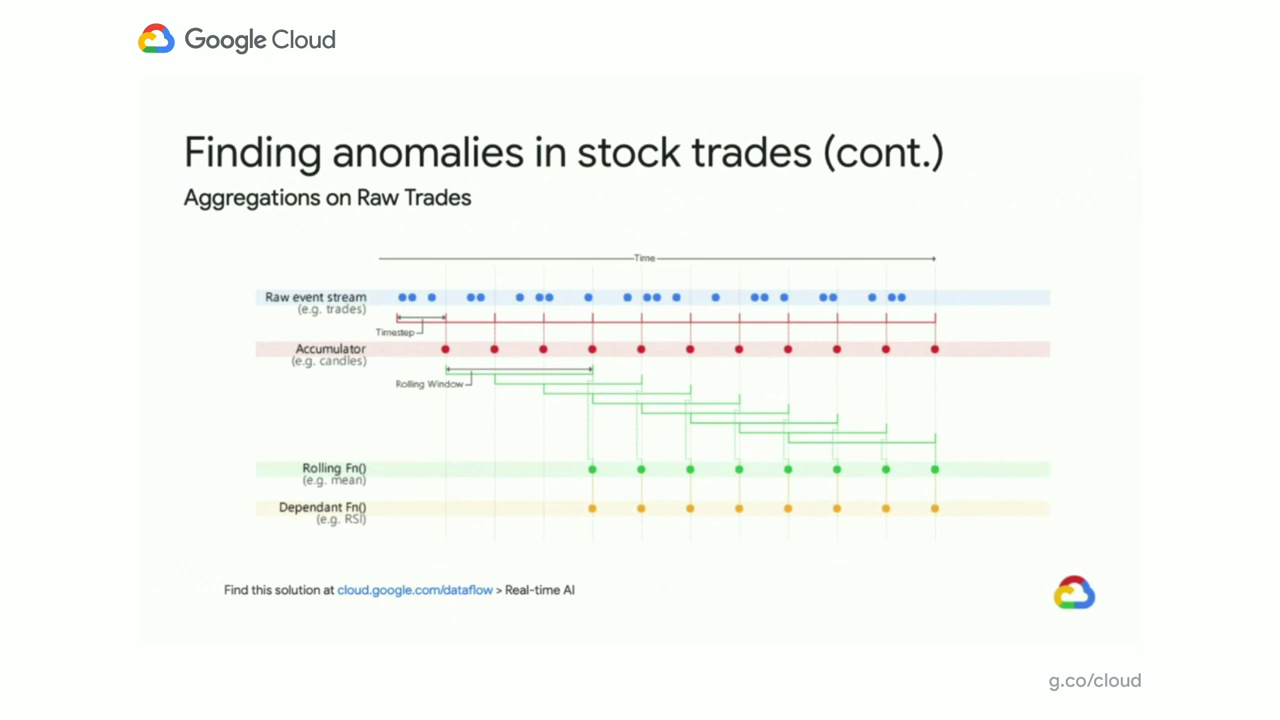 Google Cloud
Finding anomalies in stock trades (cont.)
Aggregations on Raw Trades
Time
Raw event stream
(e.g. trades)
Timestep
Accumulator
(e.g. candles)
Rolling Window
Rolling Fn()
(e.g. mean)
Dependant Fn()
(e.g. RSI)
Find this solution at cloud.google.com/dataflow > Real-time AI
g.co/cloud